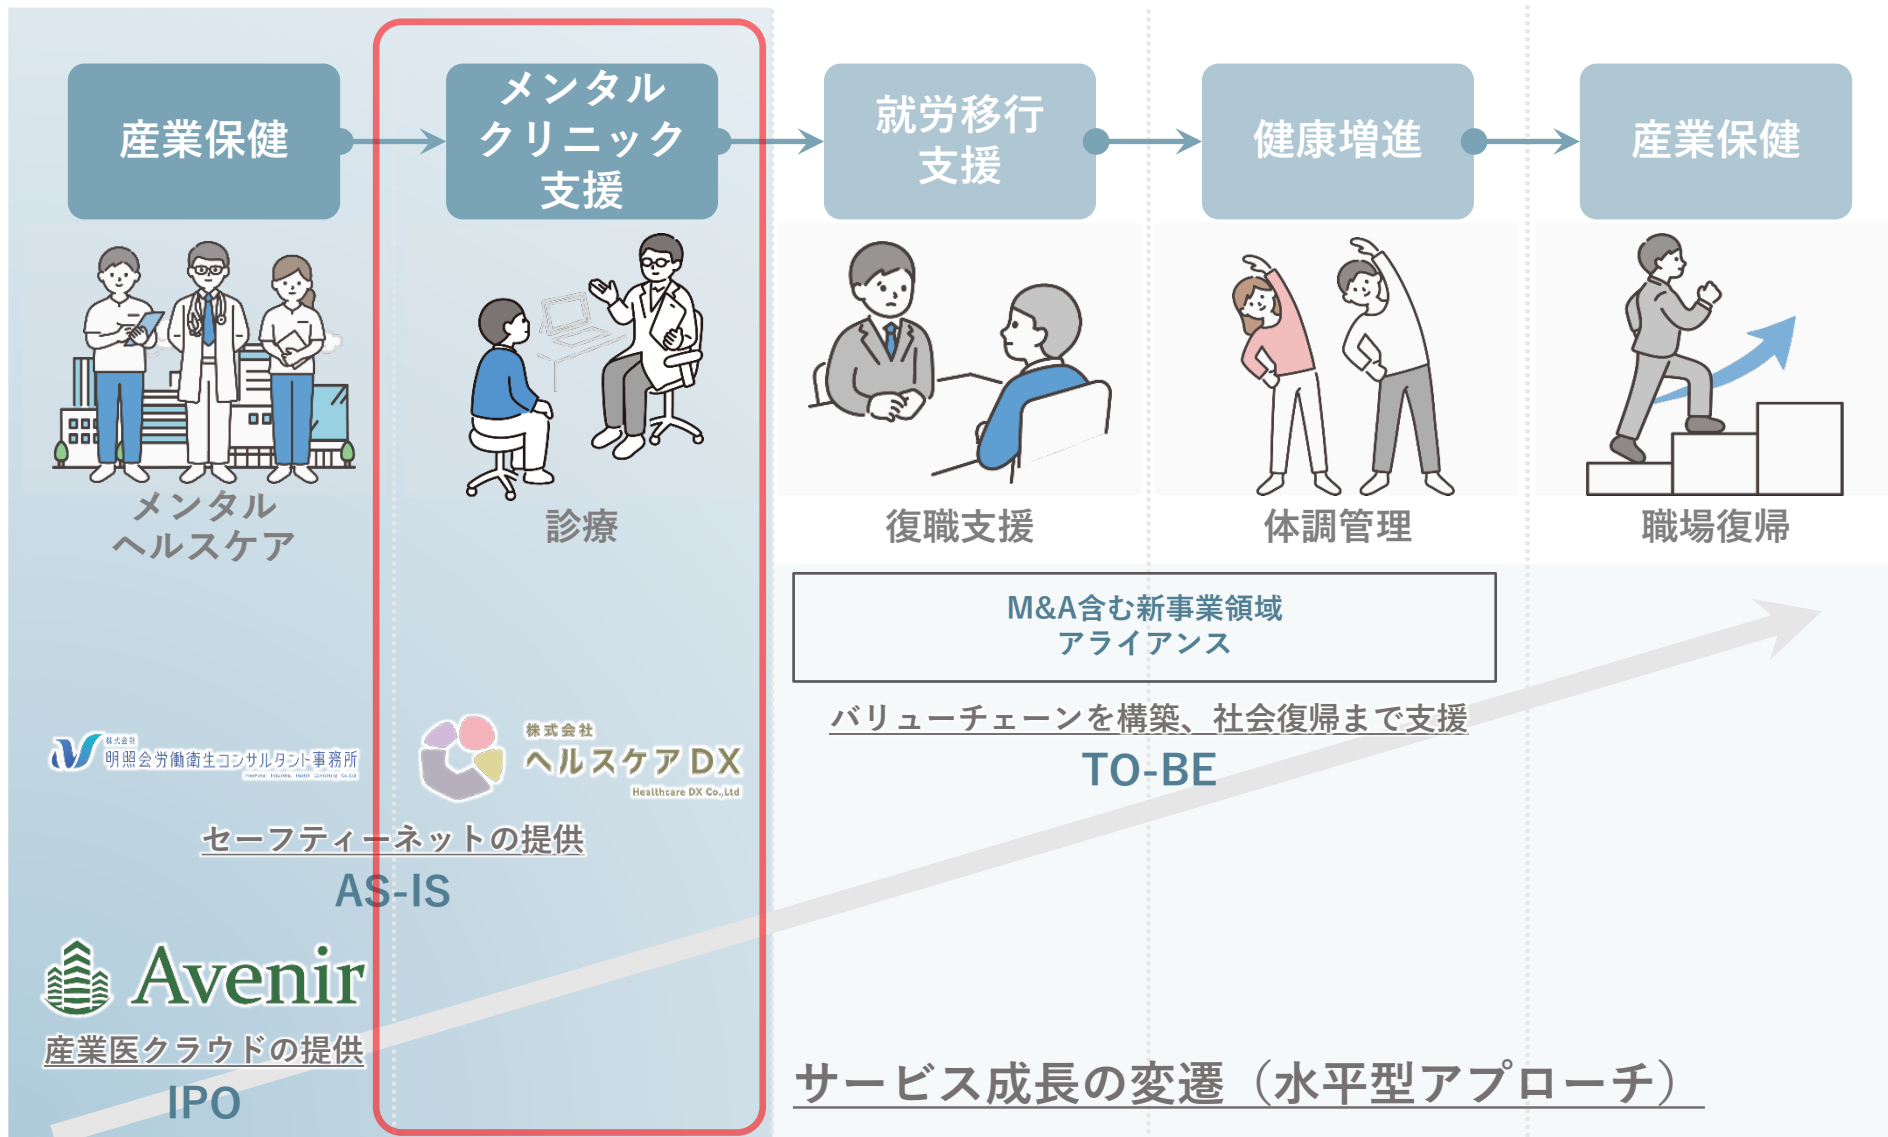 産業保健
メンタル
クリニック
支援
就労移行
支援
健康増進
産業保健
メンタル
ヘルスケア
診療
復職支援
体調管理
職場復帰
M&A含む新事業領域
アライアンス
バリューチェーンを構築、社会復帰まで支援
TO-BE
株式会社
明照会労働衛生コンサルタント事務所
株式会社
ヘルスケアDX
Healthcare DX Co.,Ltd
セーフティーネットの提供
AS-IS
Avenir
産業医クラウドの提供
IPO
サービス成長の変遷（水平型アプローチ）